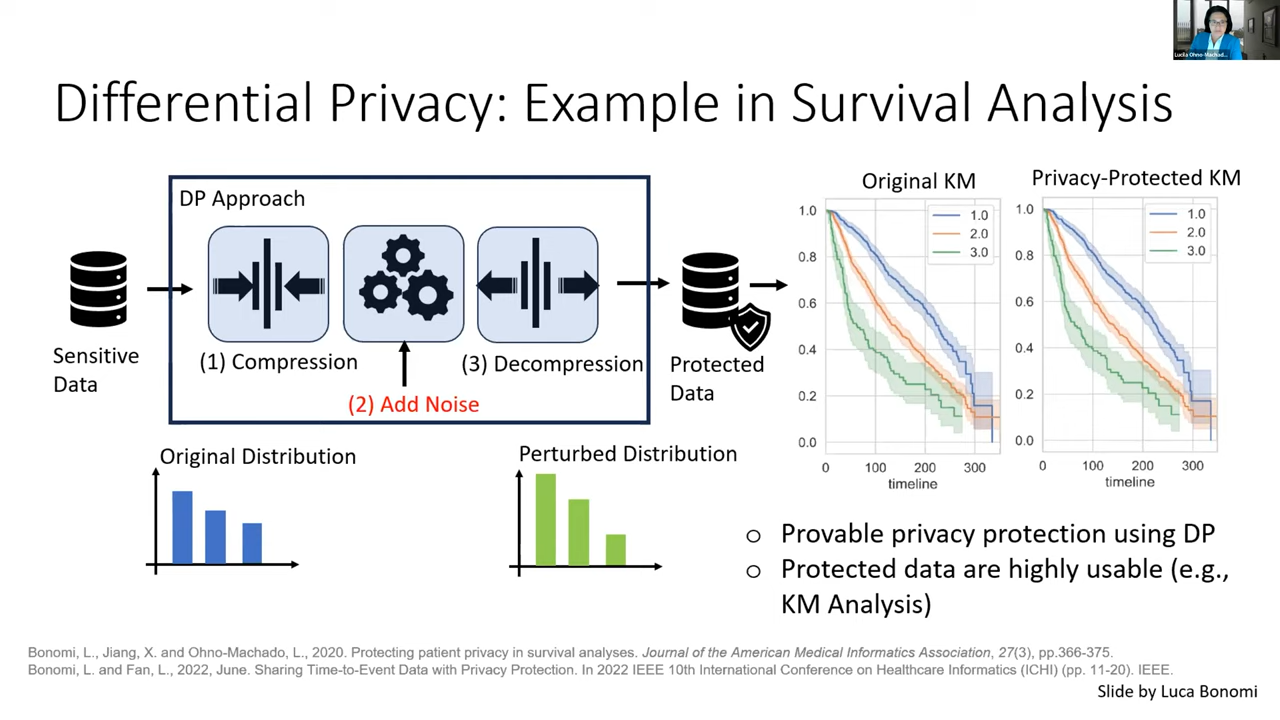 Lucila Ohno-Machad...
Differential Privacy: Example in Survival Analysis
DP Approach
Sensitive
Data
(1) Compression
(2) Add Noise
(3) Decompression
Protected
Data
Original KM
1.0
0.8
0.6
0.4
0.2
0.0
0
100
200
300
timeline
1.0
2.0
3.0
Privacy-Protected KM
1.0
0.8
0.6
0.4
0.2
0.0
0
100
200
300
timeline
1.0
2.0
3.0
Original Distribution
Perturbed Distribution
o Provable privacy protection using DP
o Protected data are highly usable (e.g.,
KM Analysis)
Bonomi, L., Jiang, X. and Ohno-Machado, L., 2020. Protecting patient privacy in survival analyses. Journal of the American Medical Informatics Association, 27(3), pp.366-375.
Bonomi, L. and Fan, L., 2022, June. Sharing Time-to-Event Data with Privacy Protection. In 2022 IEEE 10th International Conference on Healthcare Informatics (ICHI) (pp. 11-20). IEEE.
Slide by Luca Bonomi